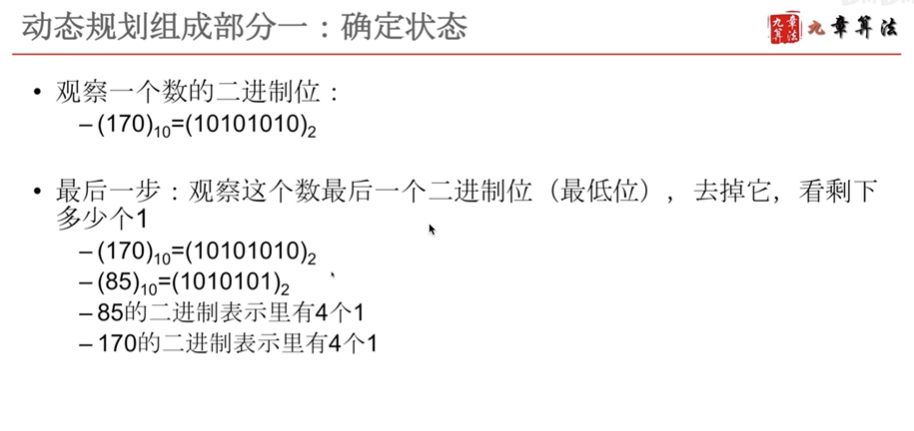 动态规划组成部分一：确定状态
九章算法 九章算法
• 观察一个数的二进制位：
– (170)₁₀=(10101010)₂
• 最后一步：观察这个数最后一个二进制位（最低位），去掉它，看剩下
多少个1
– (170)₁₀=(10101010)₂
– (85)₁₀=(1010101)₂
– 85的二进制表示里有4个1
– 170的二进制表示里有4个1